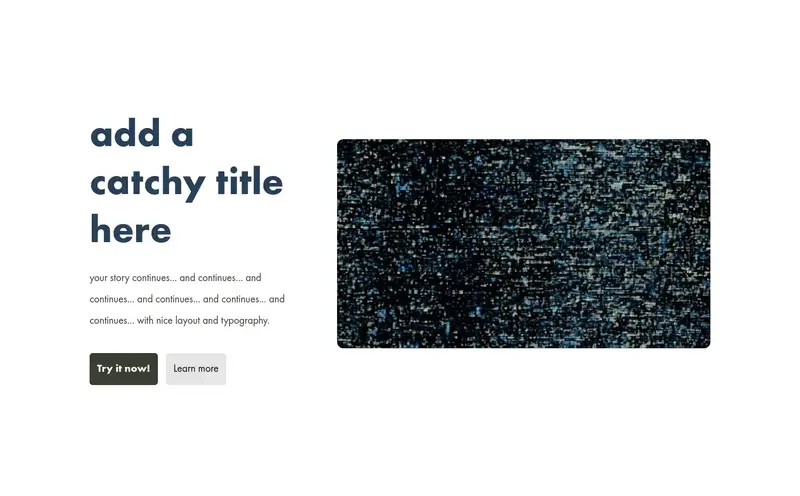 add a
catchy title
here
your story continues... and continues... and
continues... and continues... and continues... and
continues... with nice layout and typography.
Try it now!
Learn more